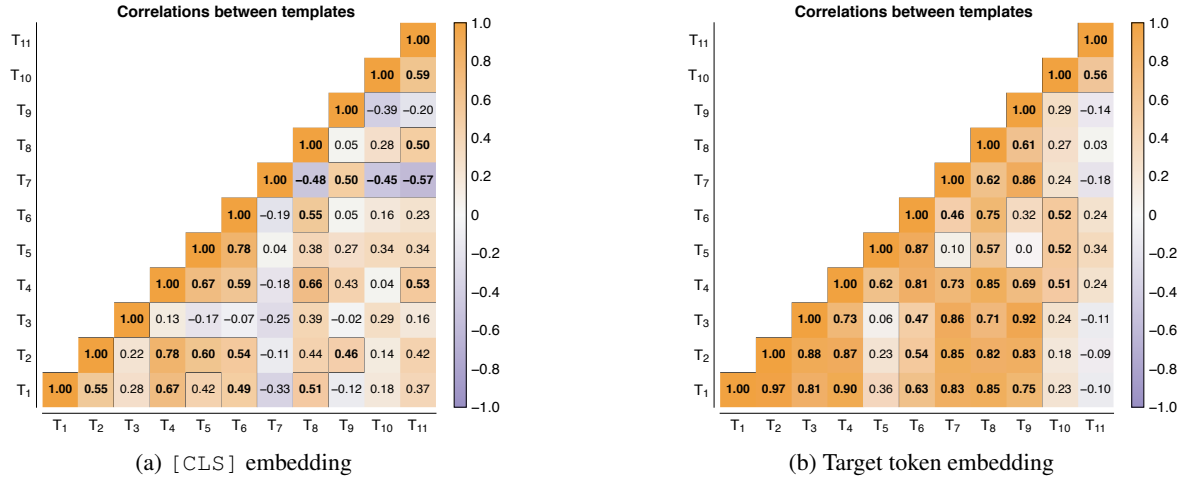 Correlations between templates
T11 1.00 1.0
T10 1.00 0.59 0.8
T9 1.00 −0.39 −0.20 0.6
T8 1.00 0.05 0.28 0.50 0.4
T7 1.00 −0.48 0.50 −0.45 −0.57 0.2
T6 1.00 −0.19 0.55 0.05 0.16 0.23 0
T5 1.00 0.78 0.04 0.38 0.27 0.34 0.34 −0.2
T4 1.00 0.67 0.59 −0.18 0.66 0.43 0.04 0.53 −0.4
T3 1.00 0.13 −0.17 −0.07 −0.25 0.39 −0.02 0.29 0.16 −0.6
T2 1.00 0.22 0.78 0.60 0.54 −0.11 0.44 0.46 0.14 0.42 −0.8
T1 1.00 0.55 0.28 0.67 0.42 0.49 −0.33 0.51 −0.12 0.18 0.37 −1.0
T1 T2 T3 T4 T5 T6 T7 T8 T9 T10 T11
(a) [CLS] embedding
Correlations between templates
T11 1.00 1.0
T10 1.00 0.56 0.8
T9 1.00 0.29 −0.14 0.6
T8 1.00 0.61 0.27 0.03 0.4
T7 1.00 0.62 0.86 0.24 −0.18 0.2
T6 1.00 0.46 0.75 0.32 0.52 0.24 0
T5 1.00 0.87 0.10 0.57 0.0 0.52 0.34 −0.2
T4 1.00 0.62 0.81 0.73 0.85 0.69 0.51 0.24 −0.4
T3 1.00 0.73 0.06 0.47 0.86 0.71 0.92 0.24 −0.11 −0.6
T2 1.00 0.88 0.87 0.23 0.54 0.85 0.82 0.83 0.18 −0.09 −0.8
T1 1.00 0.97 0.81 0.90 0.36 0.63 0.83 0.85 0.75 0.23 −0.10 −1.0
T1 T2 T3 T4 T5 T6 T7 T8 T9 T10 T11
(b) Target token embedding